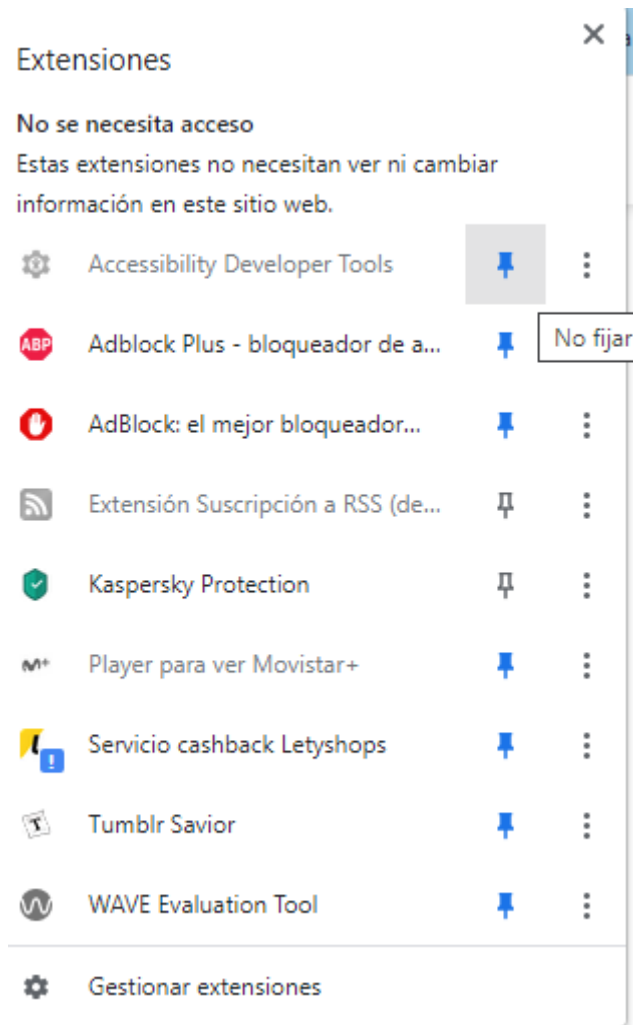 Extensiones
No se necesita acceso
Estas extensiones no necesitan ver ni cambiar
información en este sitio web.
Accessibility Developer Tools
No fijar
ABP Adblock Plus - bloqueador de a...
AdBlock: el mejor bloqueador...
Extensión Suscripción a RSS (de...
Kaspersky Protection
M+ Player para ver Movistar+
Servicio cashback Letyshops
T Tumblr Savior
WAVE Evaluation Tool
Gestionar extensiones